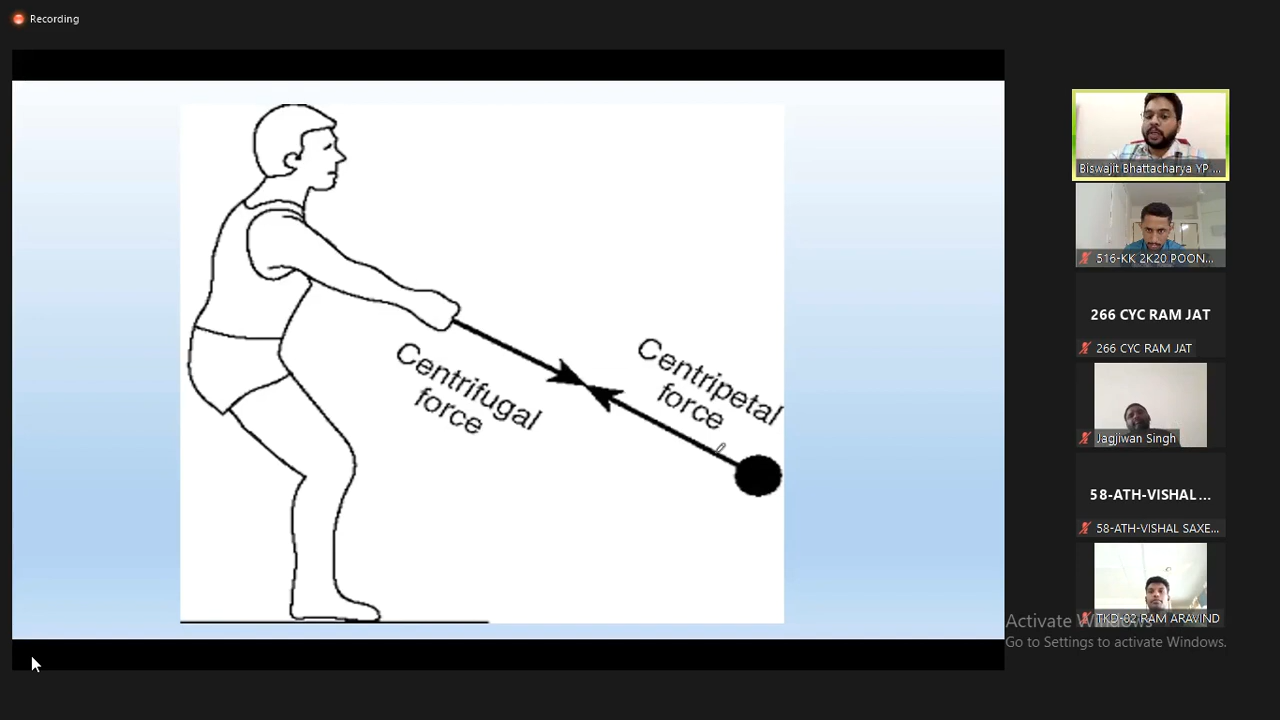 Recording
Centrifugal
force
Centripetal
force
Biswajit Bhattacharya YP ...
516-KK 2K20 POON...
266 CYC RAM JAT
266 CYC RAM JAT
Jagjiwan Singh
58-ATH-VISHAL ...
58-ATH-VISHAL SAXE...
TKD-02 RAM ARAVIND
Activate Windows
Go to Settings to activate Windows.